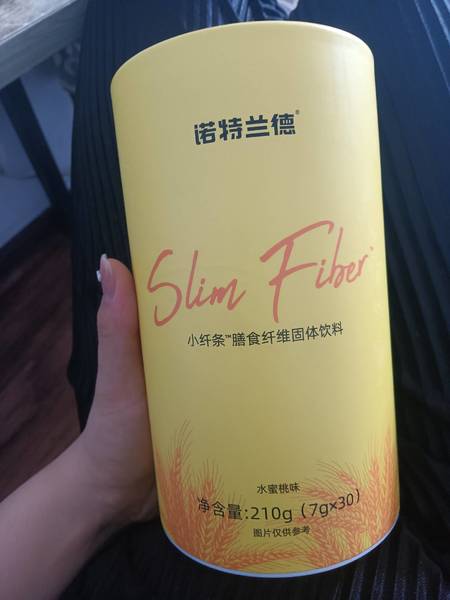 诺特兰德®
Slim Fiber
小纤条™膳食纤维固体饮料
水蜜桃味
净含量:210g（7g×30）
图片仅供参考